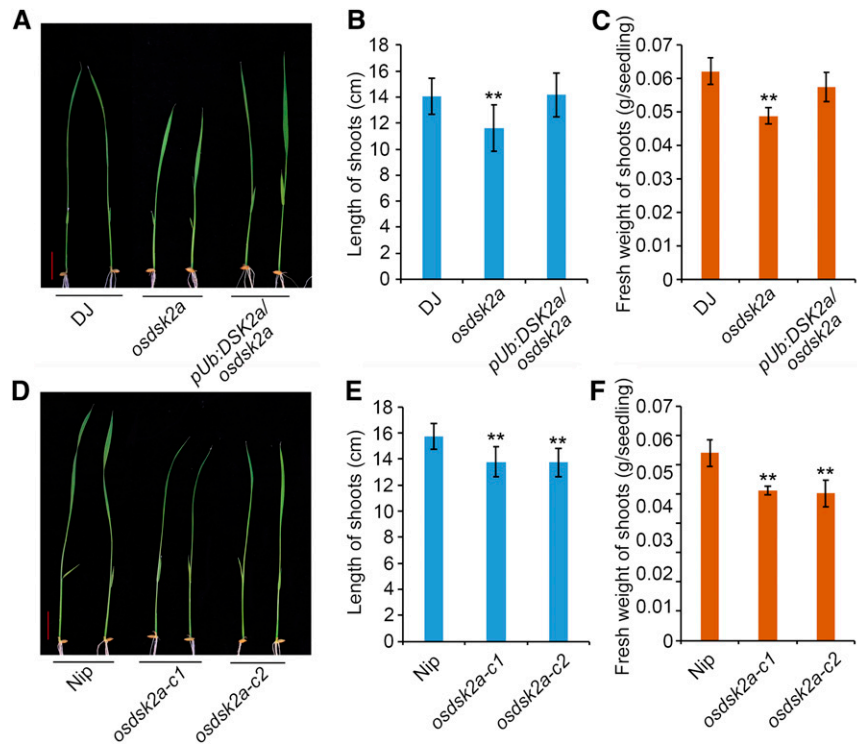 A
DJ
osdsk2a
pUb:DSK2a/
osdsk2a
B
Length of shoots (cm)
18
16
14
12
10
8
6
4
2
0
**
DJ
osdsk2a
pUb:DSK2a/
osdsk2a
C
Fresh weight of shoots (g/seedling)
0.07
0.06
0.05
0.04
0.03
0.02
0.01
0
**
DJ
osdsk2a
pUb:DSK2a/
osdsk2a
D
Nip
osdsk2a-c1
osdsk2a-c2
E
Length of shoots (cm)
18
16
14
12
10
8
6
4
2
0
**
**
Nip
osdsk2a-c1
osdsk2a-c2
F
Fresh weight of shoots (g/seedling)
0.07
0.06
0.05
0.04
0.04
0.03
0.02
0.01
0
**
**
Nip
osdsk2a-c1
osdsk2a-c2